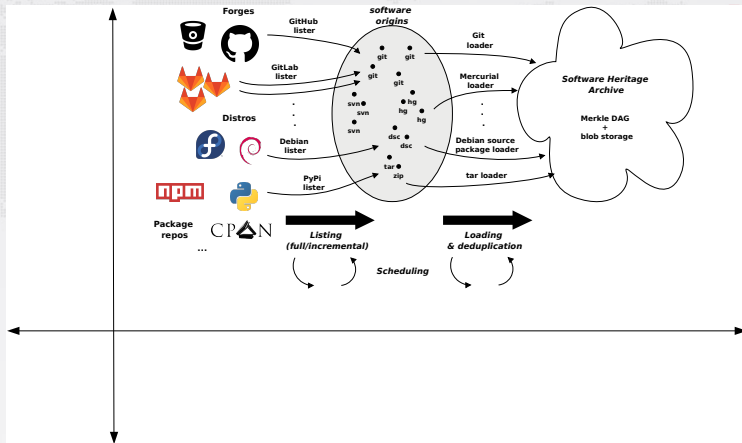 Forges
GitHub
lister
GitLab
lister
.
.
.
Distros
Debian
lister
PyPi
lister
npm
Package
repos
...
CPAN
software
origins
git
git
git
git
svn
svn
svn
hg
hg
hg
dsc
dsc
tar
zip
Git
loader
Mercurial
loader
.
.
.
Debian source
package loader
tar loader
Software Heritage
Archive
Merkle DAG
+
blob storage
Listing
(full/incremental)
Loading
& deduplication
Scheduling